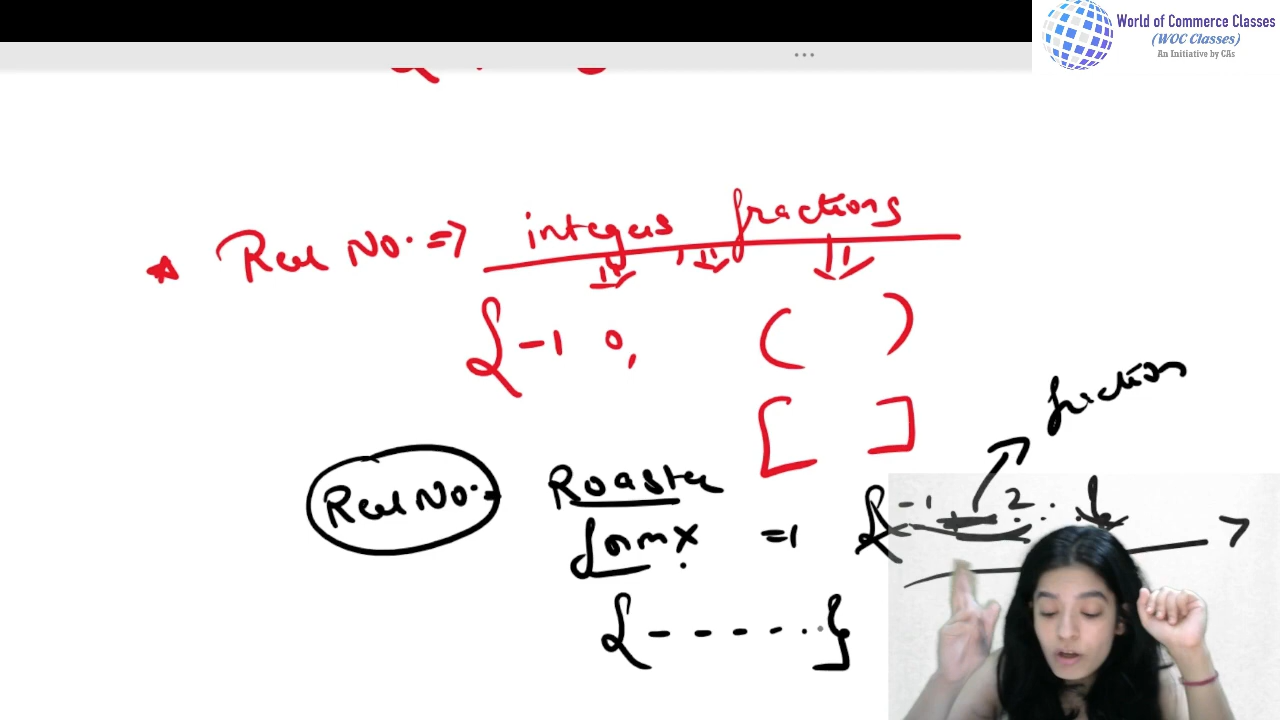 World of Commerce Classes
(WOC Classes)
An Initiative by CAs
Real No. => integers, fractions
{-1 0, ( )
[ ]
fraction
Real No. Roaster {-1 2 . . .
form X
{ - - - - . . }